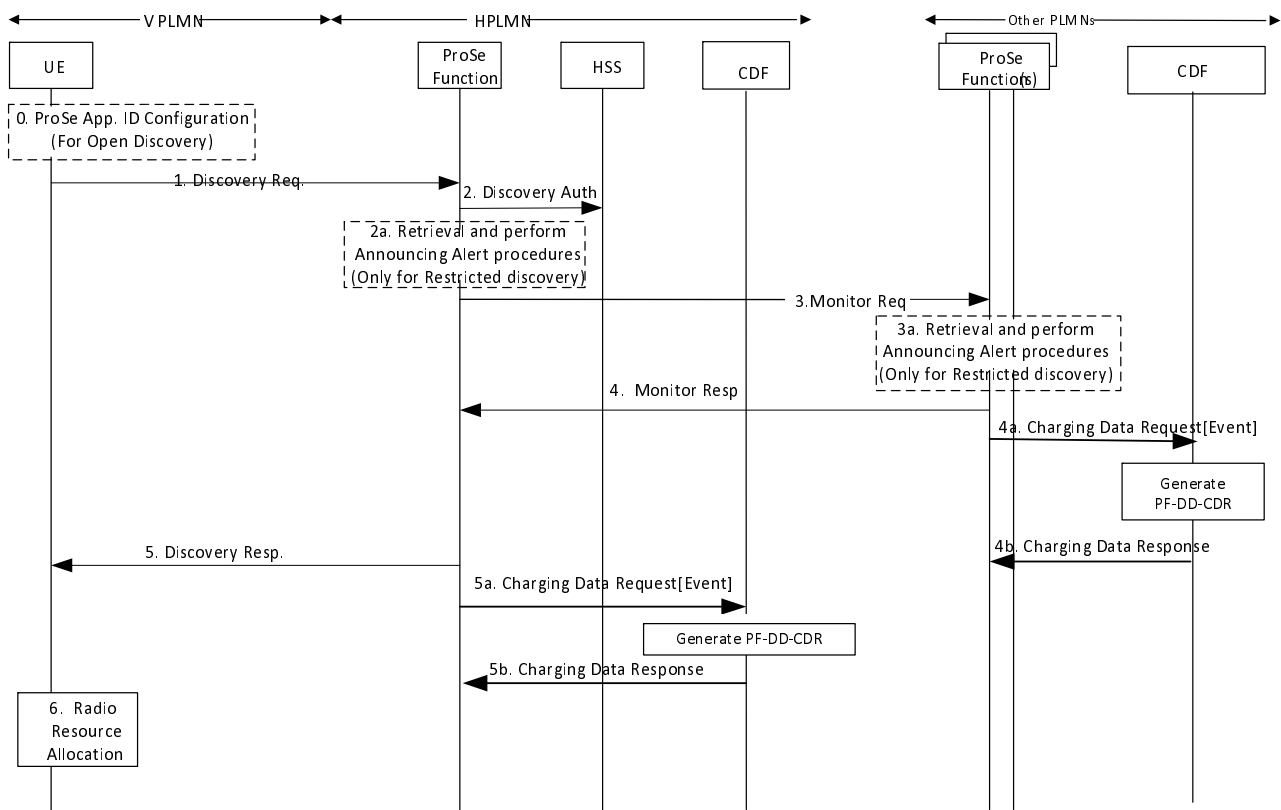 VPLMN
HPLMN
Other PLMNs
UE
ProSe
Function
HSS
CDF
ProSe
Function(s)
CDF
0. ProSe App. ID Configuration
(For Open Discovery)
1. Discovery Req.
2. Discovery Auth
2a. Retrieval and perform
Announcing Alert procedures
(Only for Restricted discovery)
3.Monitor Req
3a. Retrieval and perform
Announcing Alert procedures
(Only for Restricted discovery)
4. Monitor Resp
4a. Charging Data Request[Event]
Generate
PF-DD-CDR
4b. Charging Data Response
5. Discovery Resp.
5a. Charging Data Request[Event]
Generate PF-DD-CDR
5b. Charging Data Response
6. Radio
Resource
Allocation